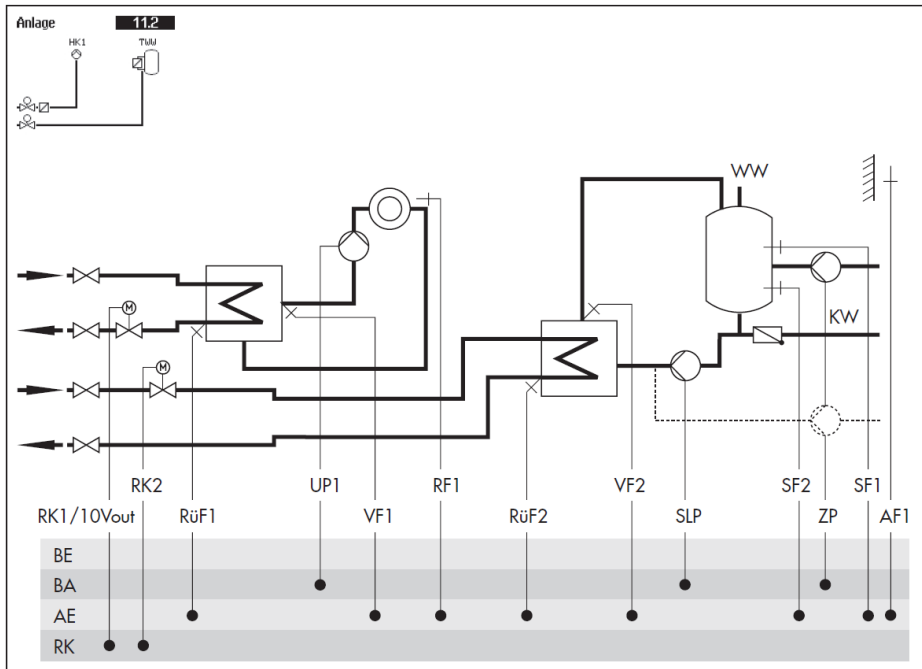 Anlage 11.2
HK1 TWW
WW
M
KW
M
RK2 UP1 RF1 VF2 SF2 SF1
RK1/10Vout RüF1 VF1 RüF2 SLP ZP AF1
BE
BA
AE
RK